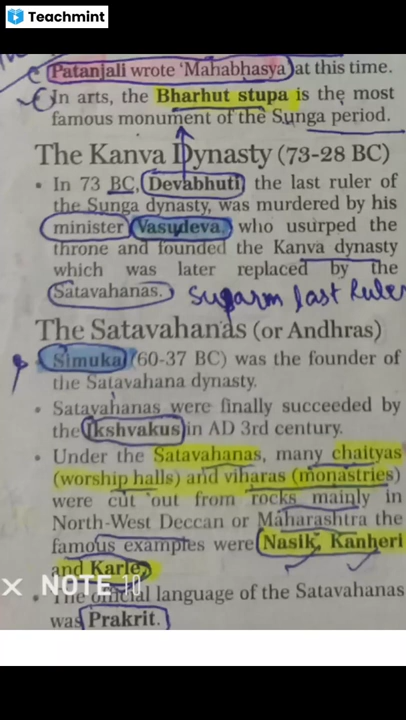 Teachmint
Patanjali wrote 'Mahabhasya' at this time.
In arts, the Bharhut stupa is the most
famous monument of the Sunga period.
The Kanva Dynasty (73-28 BC)
• In 73 BC, Devabhuti, the last ruler of
the Sunga dynasty, was murdered by his
minister Vasudeva, who usurped the
throne and founded the Kanva dynasty
which was later replaced by the
Satavahanas. Susarm last Ruler
The Satavahanas (or Andhras)
Simuka (60-37 BC) was the founder of
the Satavahana dynasty.
• Satavahanas were finally succeeded by
the Ikshvakus in AD 3rd century.
• Under the Satavahanas, many chaityas
(worship halls) and viharas (monastries)
were cut out from rocks mainly in
North-West Deccan or Maharashtra the
famous examples were Nasik, Kanheri
and Karle.
× NOTE 10
• The official language of the Satavahanas
was Prakrit.